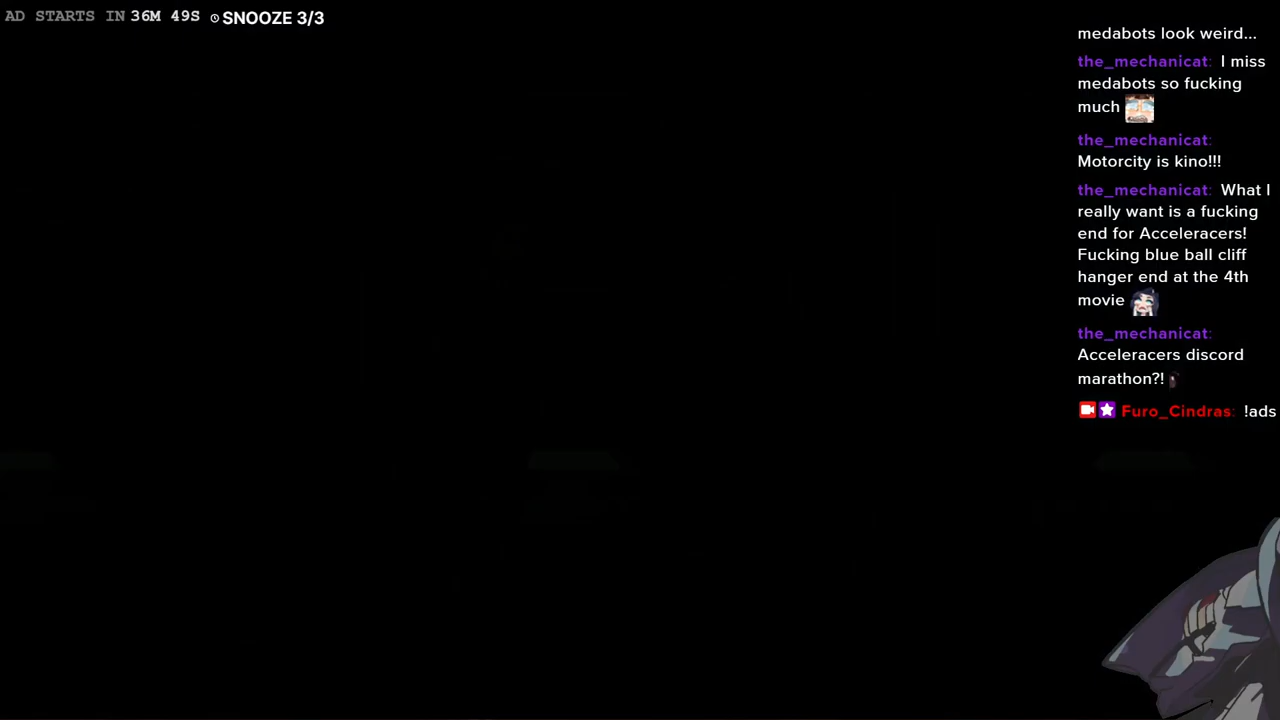 AD STARTS IN 36M 49S SNOOZE 3/3
medabots look weird...
the_mechanicat: I miss
medabots so fucking
much
the_mechanicat:
Motorcity is kino!!!
the_mechanicat: What I
really want is a fucking
end for Acceleracers!
Fucking blue ball cliff
hanger end at the 4th
movie
the_mechanicat:
Acceleracers discord
marathon?!
Furo_Cindras: !ads